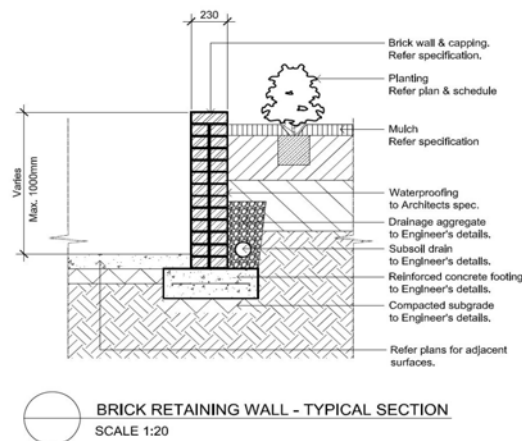 230
Brick wall & capping.
Refer specification.
Planting
Refer plan & schedule
Mulch
Refer specification
Varies
Max. 1000mm
Waterproofing
to Architects spec.
Drainage aggregate
to Engineer's details.
Subsoil drain
to Engineer's details.
Reinforced concrete footing
to Engineer's details.
Compacted subgrade
to Engineer's details.
Refer plans for adjacent
surfaces.
BRICK RETAINING WALL - TYPICAL SECTION
SCALE 1:20